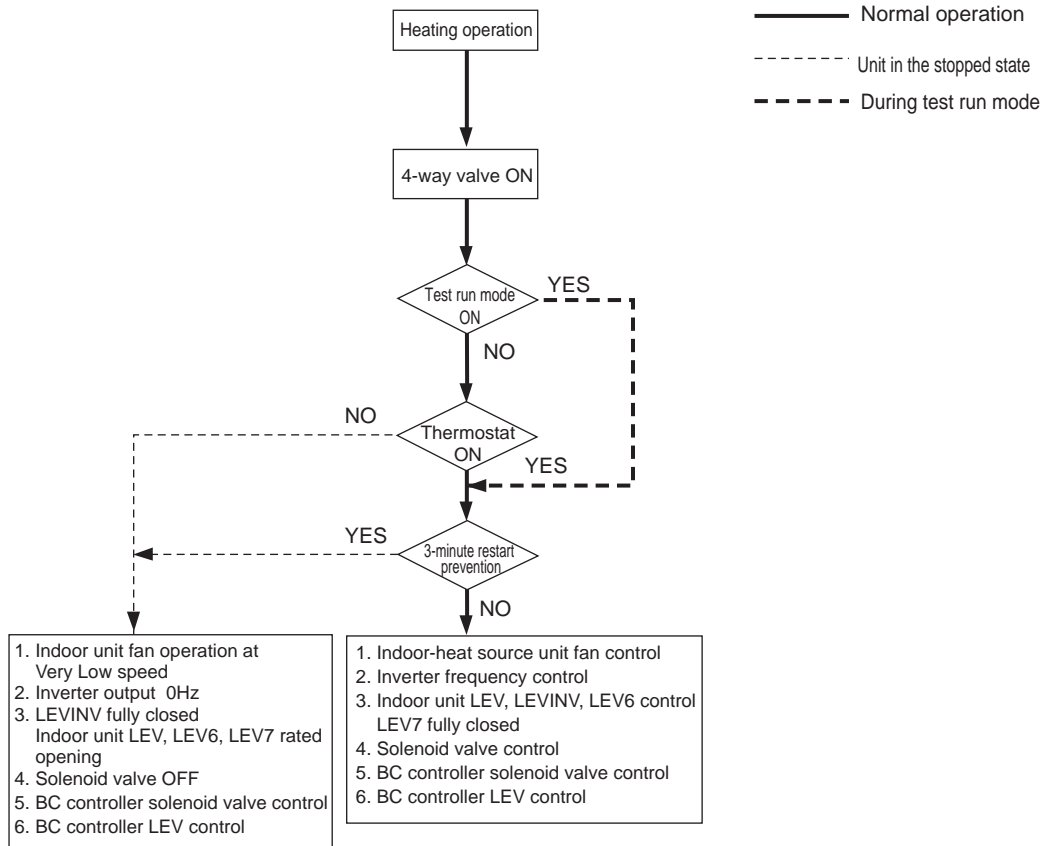 Normal operation
Unit in the stopped state
During test run mode
Heating operation
4-way valve ON
Test run mode
ON
YES
NO
NO
Thermostat
ON
YES
YES
3-minute restart
prevention
NO
1. Indoor unit fan operation at
Very Low speed
2. Inverter output 0Hz
3. LEVINV fully closed
Indoor unit LEV, LEV6, LEV7 rated
opening
4. Solenoid valve OFF
5. BC controller solenoid valve control
6. BC controller LEV control
1. Indoor-heat source unit fan control
2. Inverter frequency control
3. Indoor unit LEV, LEVINV, LEV6 control
LEV7 fully closed
4. Solenoid valve control
5. BC controller solenoid valve control
6. BC controller LEV control